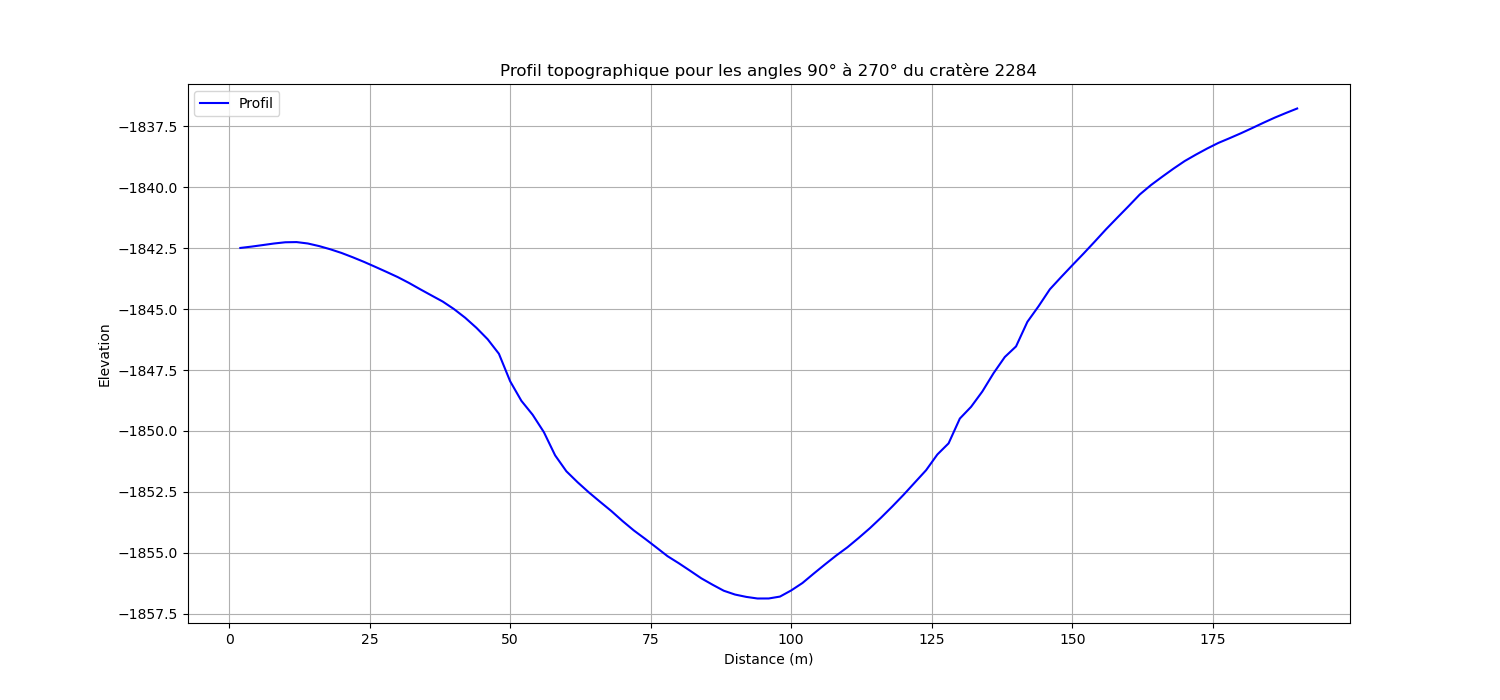 Profil topographique pour les angles 90° à 270° du cratère 2284
Profil
−1837.5
−1840.0
−1842.5
−1845.0
−1847.5
−1850.0
−1852.5
−1855.0
−1857.5
Elevation
0 25 50 75 100 125 150 175
Distance (m)